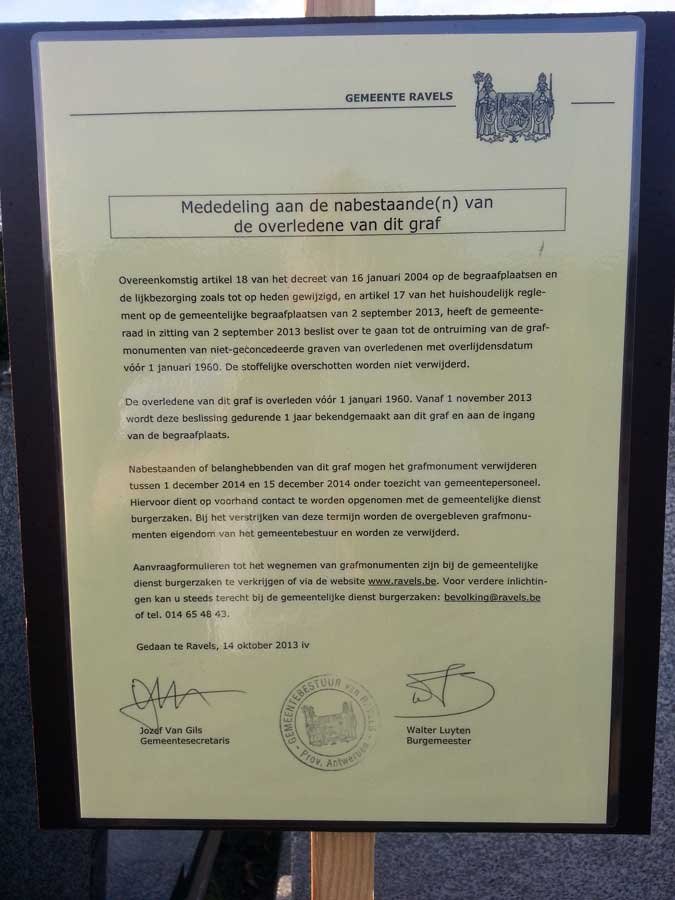 GEMEENTE RAVELS
Mededeling aan de nabestaande(n) van
de overledene van dit graf
Overeenkomstig artikel 18 van het decreet van 16 januari 2004 op de begraafplaatsen en
de lijkbezorging zoals tot op heden gewijzigd, en artikel 17 van het huishoudelijk regle-
ment op de gemeentelijke begraafplaatsen van 2 september 2013, heeft de gemeente-
raad in zitting van 2 september 2013 beslist over te gaan tot de ontruiming van de graf-
monumenten van niet-geconcedeerde graven van overledenen met overlijdensdatum
vóór 1 januari 1960. De stoffelijke overschotten worden niet verwijderd.
De overledene van dit graf is overleden vóór 1 januari 1960. Vanaf 1 november 2013
wordt deze beslissing gedurende 1 jaar bekendgemaakt aan dit graf en aan de ingang
van de begraafplaats.
Nabestaanden of belanghebbenden van dit graf mogen het grafmonument verwijderen
tussen 1 december 2014 en 15 december 2014 onder toezicht van gemeentepersoneel.
Hiervoor dient op voorhand contact te worden opgenomen met de gemeentelijke dienst
burgerzaken. Bij het verstrijken van deze termijn worden de overgebleven grafmonu-
menten eigendom van het gemeentebestuur en worden ze verwijderd.
Aanvraagformulieren tot het wegnemen van grafmonumenten zijn bij de gemeentelijke
dienst burgerzaken te verkrijgen of via de website www.ravels.be. Voor verdere inlichtin-
gen kan u steeds terecht bij de gemeentelijke dienst burgerzaken: bevolking@ravels.be
of tel. 014 65 48 43.
Gedaan te Ravels, 14 oktober 2013 iv
GEMEENTEBESTUUR van RAVELS
- Prov. Antwerpen -
Jozef Van Gils
Gemeentesecretaris
Walter Luyten
Burgemeester